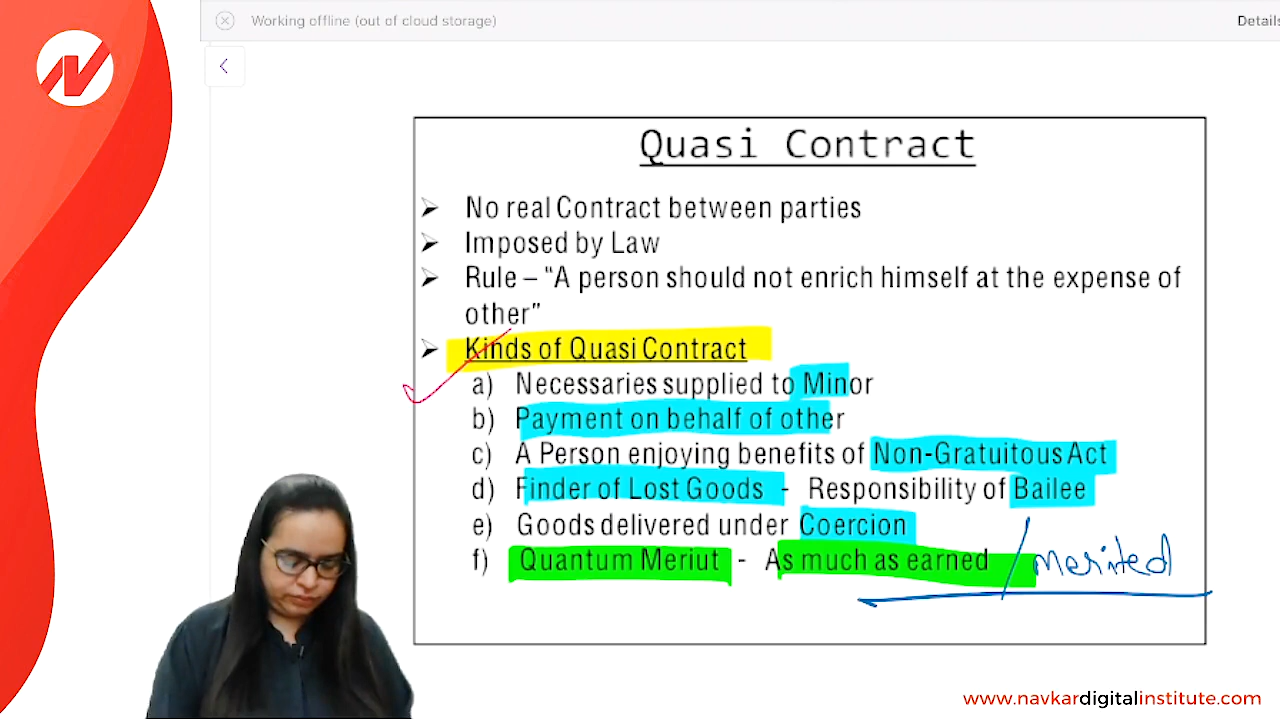 Working offline (out of cloud storage)
Details
Quasi Contract
➢ No real Contract between parties
➢ Imposed by Law
➢ Rule – “A person should not enrich himself at the expense of
other”
➢ Kinds of Quasi Contract
a) Necessaries supplied to Minor
b) Payment on behalf of other
c) A Person enjoying benefits of Non-Gratuitous Act
d) Finder of Lost Goods - Responsibility of Bailee
e) Goods delivered under Coercion
f) Quantum Meriut - As much as earned / merited
www.navkardigitalinstitute.com